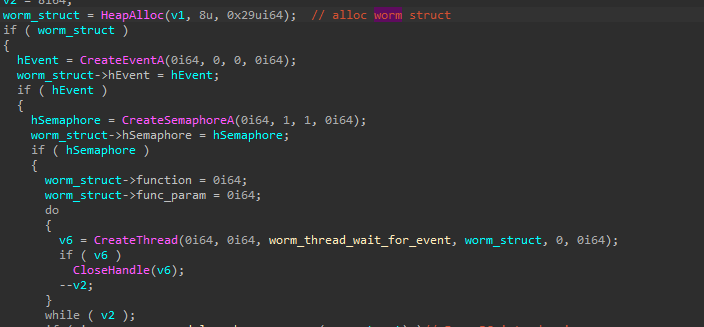 v2 = 8i64;
worm_struct = HeapAlloc(v1, 8u, 0x29ui64);  // alloc worm struct
if ( worm_struct )
{
  hEvent = CreateEventA(0i64, 0, 0, 0i64);
  worm_struct->hEvent = hEvent;
  if ( hEvent )
  {
    hSemaphore = CreateSemaphoreA(0i64, 1, 1, 0i64);
    worm_struct->hSemaphore = hSemaphore;
    if ( hSemaphore )
    {
      worm_struct->function = 0i64;
      worm_struct->func_param = 0i64;
      do
      {
        v6 = CreateThread(0i64, 0i64, worm_thread_wait_for_event, worm_struct, 0, 0i64);
        if ( v6 )
          CloseHandle(v6);
        --v2;
      }
      while ( v2 );